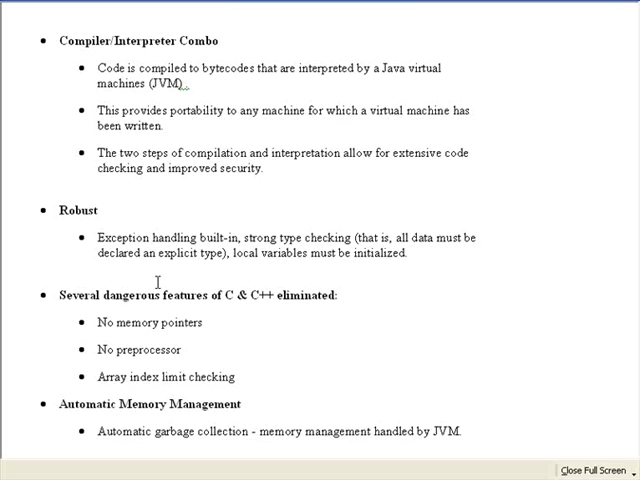 Compiler/Interpreter Combo
Code is compiled to bytecodes that are interpreted by a Java virtual
machines (JVM) .
This provides portability to any machine for which a virtual machine has
been written.
The two steps of compilation and interpretation allow for extensive code
checking and improved security.
Robust
Exception handling built-in, strong type checking (that is, all data must be
declared an explicit type), local variables must be initialized.
Several dangerous features of C & C++ eliminated:
No memory pointers
No preprocessor
Array index limit checking
Automatic Memory Management
Automatic garbage collection - memory management handled by JVM.
Close Full Screen